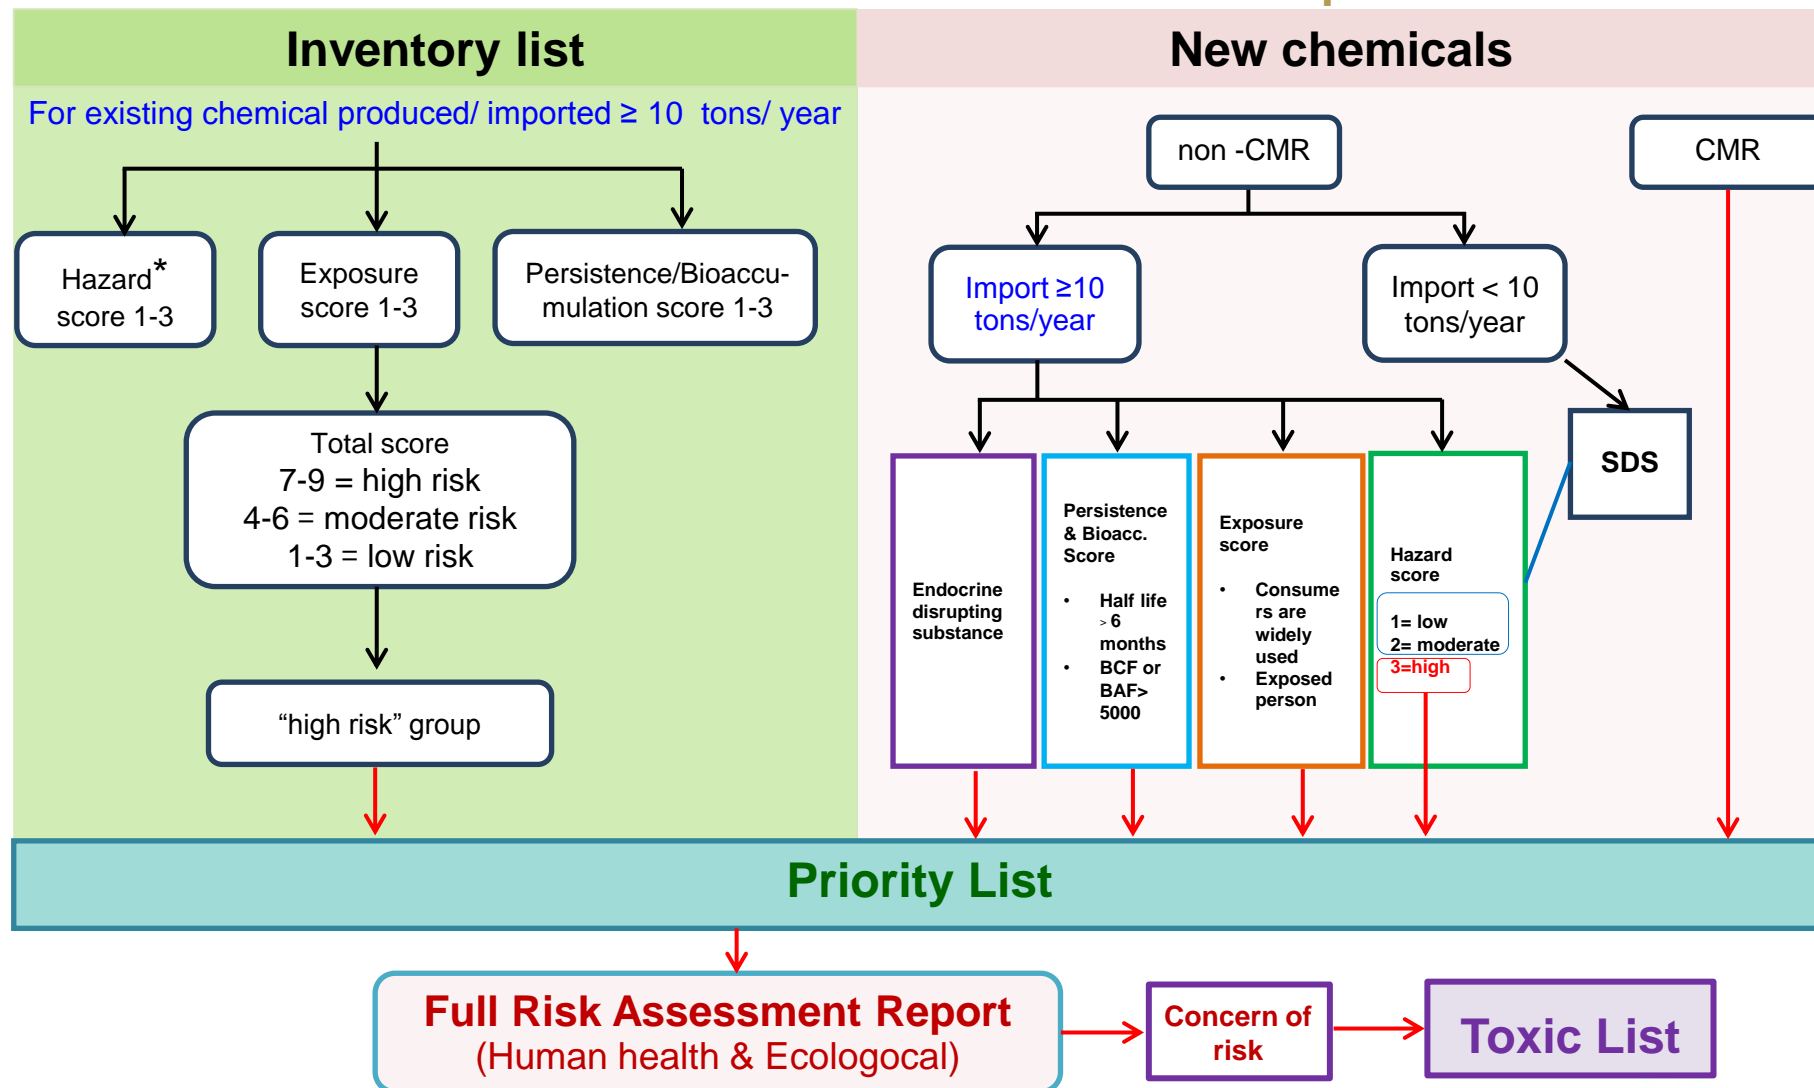 Inventory list
For existing chemical produced/ imported ≥ 10 tons/ year
Hazard*
score 1-3
Exposure
score 1-3
Persistence/Bioaccu-
mulation score 1-3
Total score
7-9 = high risk
4-6 = moderate risk
1-3 = low risk
“high risk” group
New chemicals
non -CMR
CMR
Import ≥10
tons/year
Import < 10
tons/year
SDS
Endocrine
disrupting
substance
Persistence
& Bioacc.
Score
• Half life
> 6
months
• BCF or
BAF>
5000
Exposure
score
• Consume
rs are
widely
used
• Exposed
person
Hazard
score
1= low
2= moderate
3=high
Priority List
Full Risk Assessment Report
(Human health & Ecologocal)
Concern of
risk
Toxic List